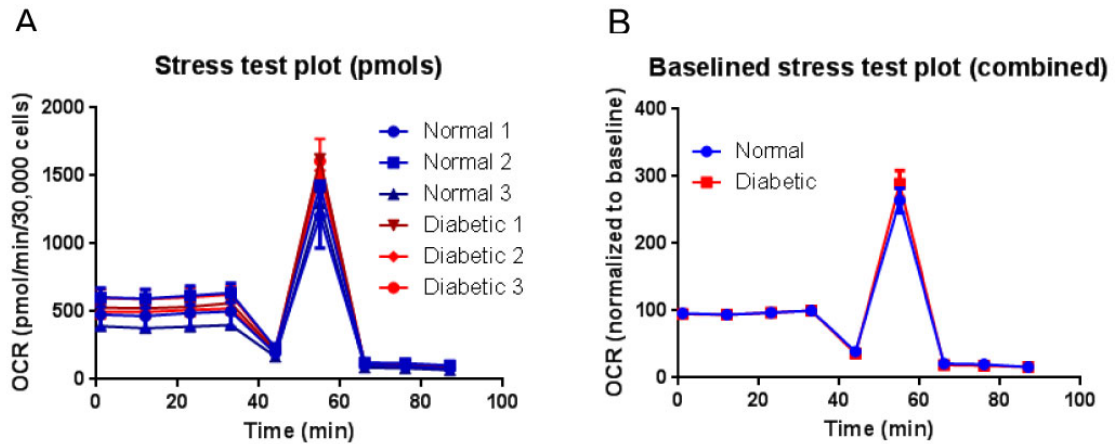 A
Stress test plot (pmols)
OCR (pmol/min/30,000 cells)
2000
1500
1000
500
0
0
20
40
60
80
100
Time (min)
Normal 1
Normal 2
Normal 3
Diabetic 1
Diabetic 2
Diabetic 3
B
Baselined stress test plot (combined)
OCR (normalized to baseline)
400
300
200
100
0
0
20
40
60
80
100
Time (min)
Normal
Diabetic